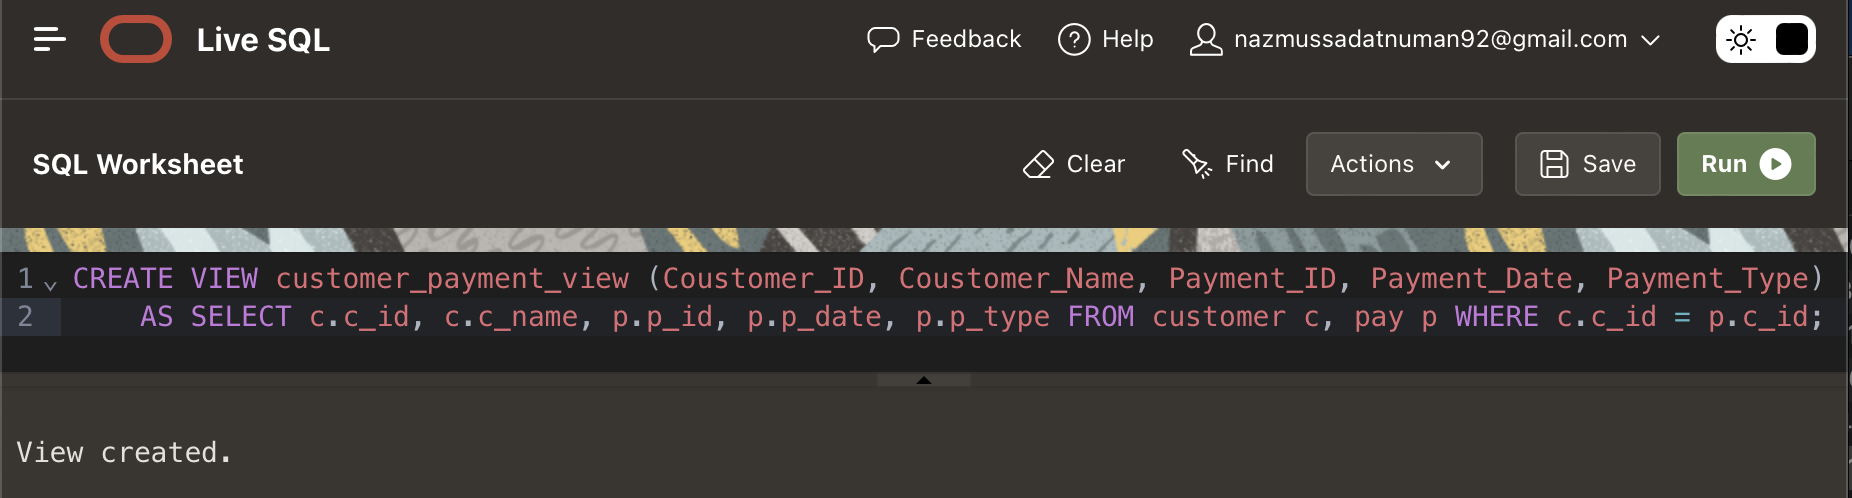 Live SQL
Feedback
Help
nazmussadatnuman92@gmail.com
SQL Worksheet
Clear
Find
Actions
Save
Run
1 CREATE VIEW customer_payment_view (Coustomer_ID, Coustomer_Name, Payment_ID, Payment_Date, Payment_Type)
2 AS SELECT c.c_id, c.c_name, p.p_id, p.p_date, p.p_type FROM customer c, pay p WHERE c.c_id = p.c_id;
View created.